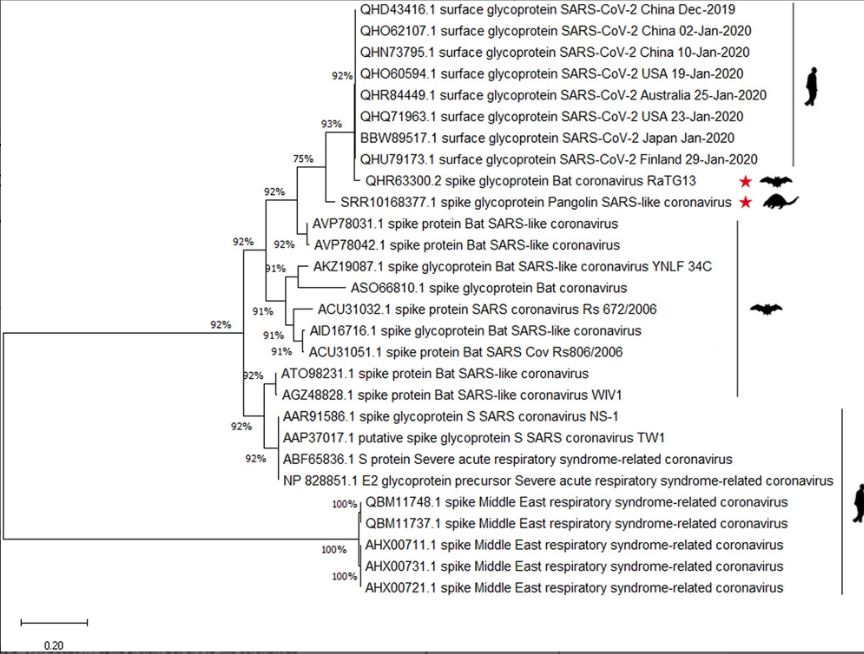 QHD43416.1 surface glycoprotein SARS-CoV-2 China Dec-2019
QHO62107.1 surface glycoprotein SARS-CoV-2 China 02-Jan-2020
QHN73795.1 surface glycoprotein SARS-CoV-2 China 10-Jan-2020
92%
QHO60594.1 surface glycoprotein SARS-CoV-2 USA 19-Jan-2020
QHR84449.1 surface glycoprotein SARS-CoV-2 Australia 25-Jan-2020
QHQ71963.1 surface glycoprotein SARS-CoV-2 USA 23-Jan-2020
93%
BBW89517.1 surface glycoprotein SARS-CoV-2 Japan Jan-2020
QHU79173.1 surface glycoprotein SARS-CoV-2 Finland 29-Jan-2020
75%
QHR63300.2 spike glycoprotein Bat coronavirus RaTG13
92%
SRR10168377.1 spike glycoprotein Pangolin SARS-like coronavirus
AVP78031.1 spike protein Bat SARS-like coronavirus
92%
92%
AVP78042.1 spike protein Bat SARS-like coronavirus
91%
AKZ19087.1 spike glycoprotein Bat SARS-like coronavirus YNLF 34C
ASO66810.1 spike glycoprotein Bat coronavirus
91%
ACU31032.1 spike protein SARS coronavirus Rs 672/2006
92%
AID16716.1 spike glycoprotein Bat SARS-like coronavirus
91%
91%
ACU31051.1 spike protein Bat SARS Cov Rs806/2006
92%
ATO98231.1 spike protein Bat SARS-like coronavirus
AGZ48828.1 spike protein Bat SARS-like coronavirus WIV1
AAR91586.1 spike glycoprotein S SARS coronavirus NS-1
92%
AAP37017.1 putative spike glycoprotein S SARS coronavirus TW1
92%
ABF65836.1 S protein Severe acute respiratory syndrome-related coronavirus
NP 828851.1 E2 glycoprotein precursor Severe acute respiratory syndrome-related coronavirus
100%
QBM11748.1 spike Middle East respiratory syndrome-related coronavirus
QBM11737.1 spike Middle East respiratory syndrome-related coronavirus
100%
AHX00711.1 spike Middle East respiratory syndrome-related coronavirus
AHX00731.1 spike Middle East respiratory syndrome-related coronavirus
100%
AHX00721.1 spike Middle East respiratory syndrome-related coronavirus
0.20